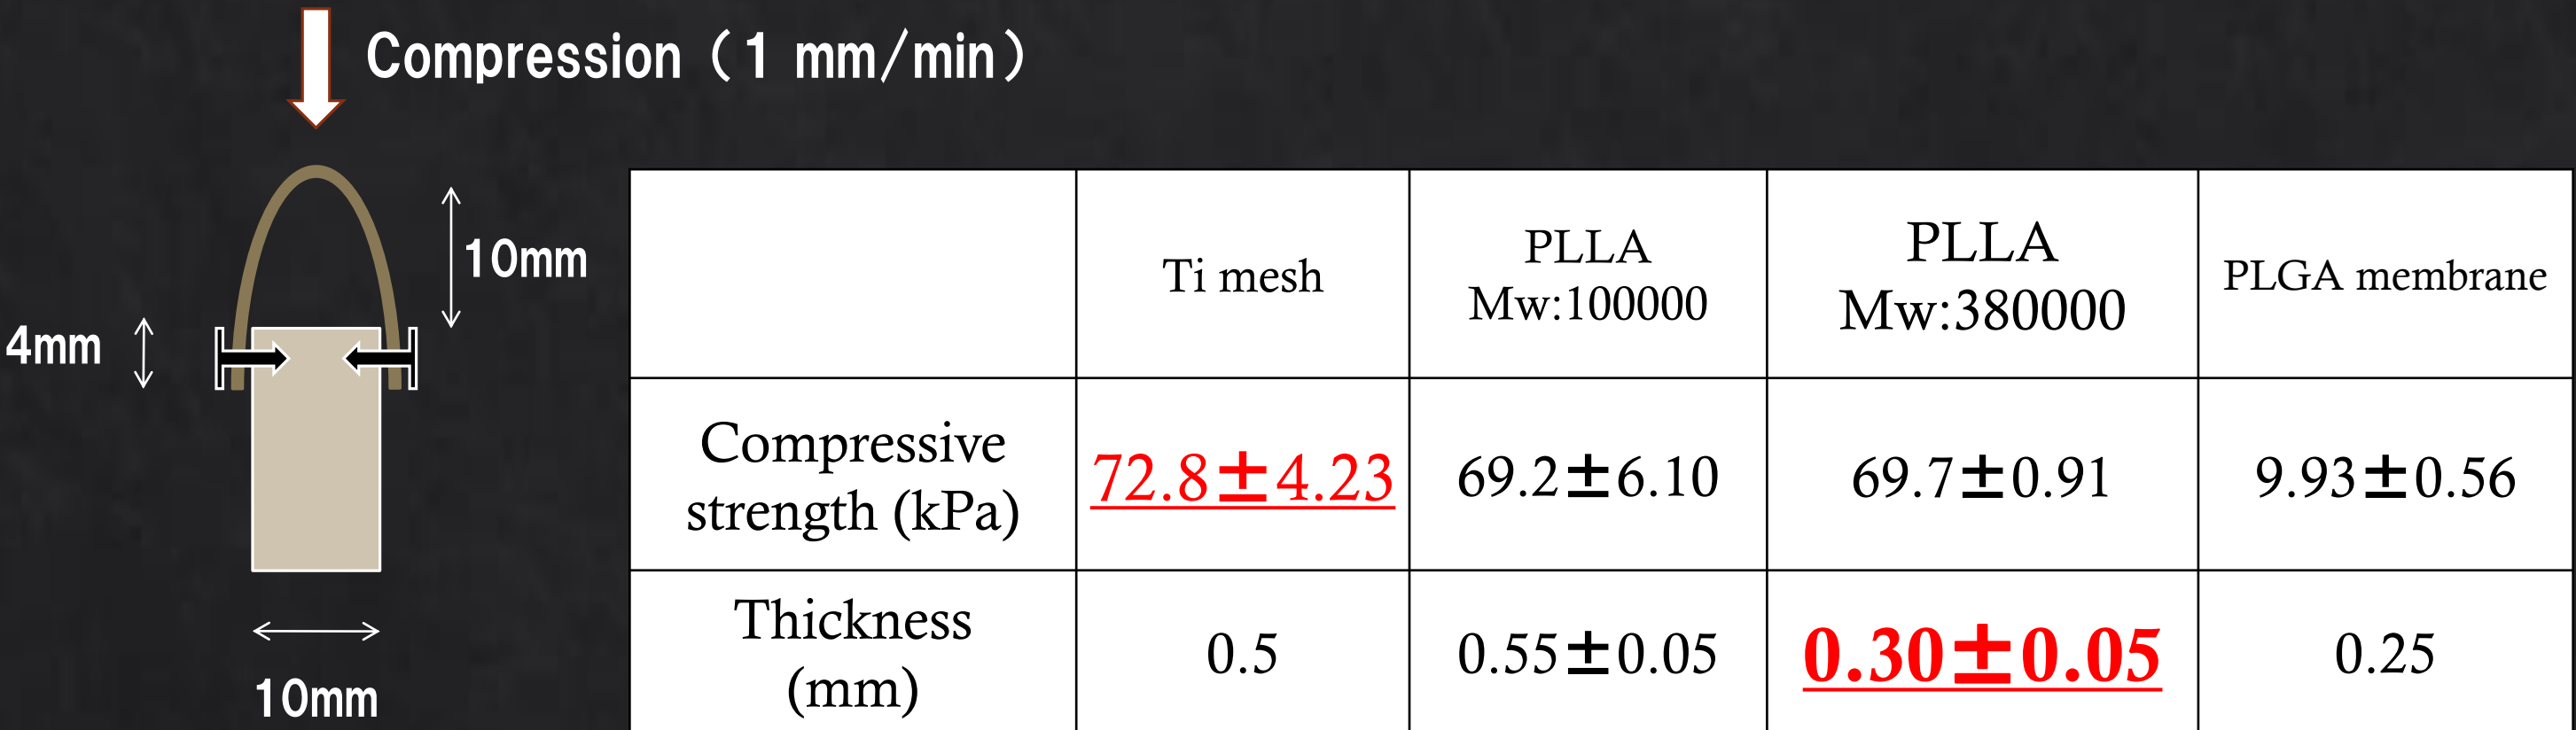 Compression（1 mm/min）
10mm
4mm
10mm
Ti mesh
PLLA
Mw:100000
PLLA
Mw:380000
PLGA membrane
Compressive
strength (kPa)
72.8±4.23
69.2±6.10
69.7±0.91
9.93±0.56
Thickness
(mm)
0.5
0.55±0.05
0.30±0.05
0.25